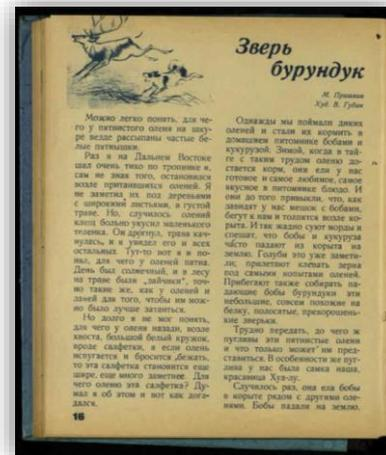 Зверь
бурундук
М. Пришвин
Худ. В. Губин
Можно легко понять, для че-
го у пятнистого оленя на шку-
ре везде рассыпаны частые бе-
лые пятнышки.
Раз я на Дальнем Востоке
шел очень тихо по тропинке и,
сам не зная того, остановился
возле притаившихся оленей. Я
не заметил их под деревьями
с широкими листьями, в густой
траве. Но, случилось, олений
клещ больно укусил маленького
теленка. Он дрогнул, трава кач-
нулась, и я увидел его и всех
остальных. Тут-то вот я и по-
нял, для чего у оленей пятна.
День был солнечный, и в лесу
на траве были „зайчики", точ-
но такие же, как у оленей и
ланей для того, чтобы им мож-
но было лучше затаиться.
Но долго я не мог понять,
для чего у оленя назади, возле
хвоста, большой белый кружок,
вроде салфетки, а если олень
испугается и бросится бежать,
то эта салфетка становится еще
шире, еще много заметнее. Для
чего оленю эта салфетка? Ду-
мал я об этом и вот как дога-
дался.
16
Однажды мы поймали диких
оленей и стали их кормить в
домашнем питомнике бобами и
кукурузой. Зимой, когда в тай-
ге с таким трудом оленю до-
стается корм, они ели у нас
готовое и самое любимое, самое
вкусное в питомнике блюдо. И
они до того привыкли, что, как
завидят у нас мешок с бобами,
бегут к нам и толпятся возле ко-
рыта. И так жадно суют морды и
спешат, что бобы и кукуруза
часто падают из корыта на
землю. Голуби это уже замети-
ли; прилетают клевать зерна
под самыми копытами оленей.
Прибегают также собирать па-
дающие бобы бурундуки эти
небольшие, совсем похожие на
белку, полосатые, прехорошень-
кие зверьки.
Трудно передать, до чего ж
пугливы эти пятнистые олени
и что только может им пред-
ставиться. В особенности же пуг-
лива у нас была самка наша,
красавица Хуа-лу.
Случилось раз, она ела бобы
в корыте рядом с другими оле-
нями. Бобы падали на землю,